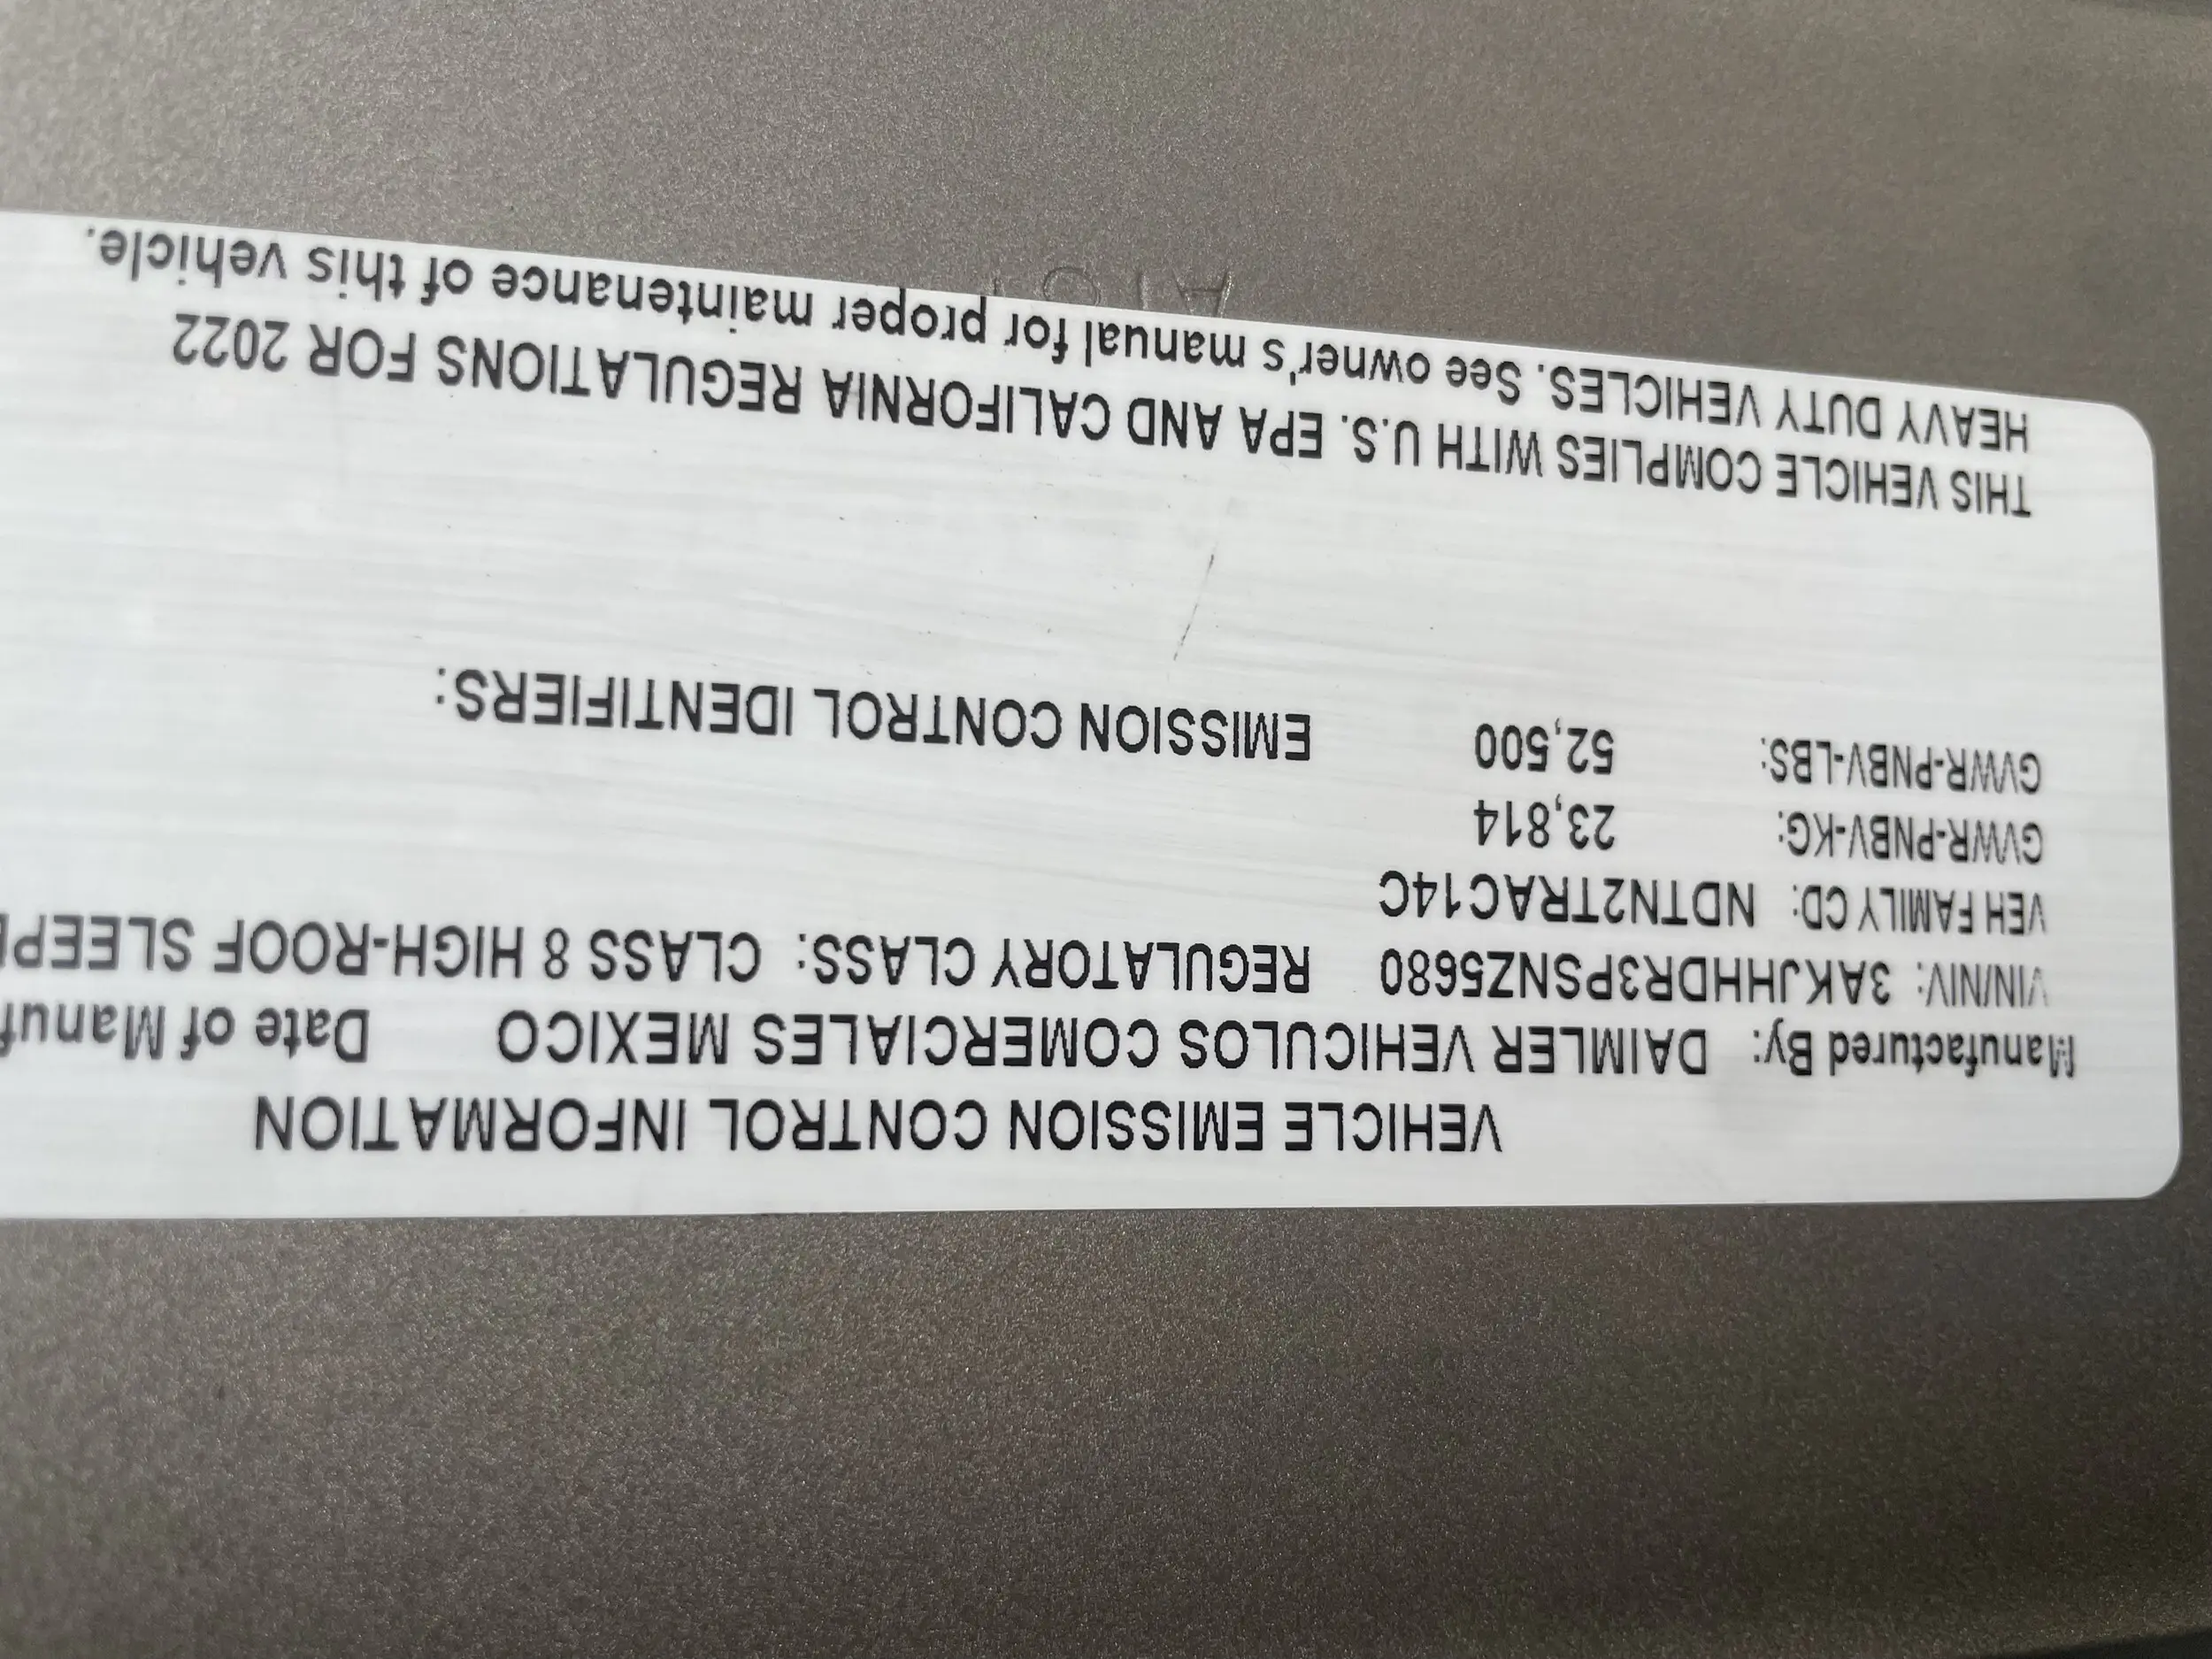 VEHICLE EMISSION CONTROL INFORMATION
Manufactured By: DAIMLER VEHICULOS COMERCIALES MEXICO Date of Manuf
VIN/NIV: 3AKJHHDR3PSNZ5680 REGULATORY CLASS: CLASS 8 HIGH-ROOF SLEEPE
VEH FAMILY CD: NDTN2TRAC14C
GVWR-PNBV-KG: 23,814
GVWR-PNBV-LBS: 52,500 EMISSION CONTROL IDENTIFIERS:
THIS VEHICLE COMPLIES WITH U.S. EPA AND CALIFORNIA REGULATIONS FOR 2022
HEAVY DUTY VEHICLES. See owner's manual for proper maintenance of this vehicle.